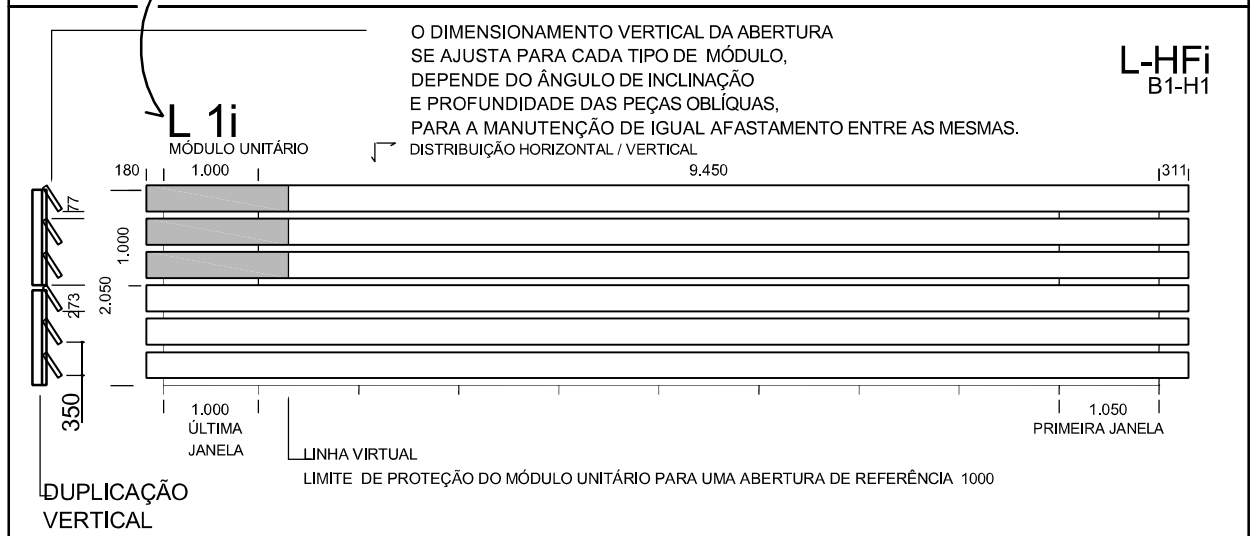 O DIMENSIONAMENTO VERTICAL DA ABERTURA
SE AJUSTA PARA CADA TIPO DE MÓDULO,
DEPENDE DO ÂNGULO DE INCLINAÇÃO
E PROFUNDIDADE DAS PEÇAS OBLÍQUAS,
PARA A MANUTENÇÃO DE IGUAL AFASTAMENTO ENTRE AS MESMAS.
L-HFi
B1-H1
L 1i
MÓDULO UNITÁRIO
DISTRIBUIÇÃO HORIZONTAL / VERTICAL
180
1.000
9.450
311
77
1.000
273
2.050
350
1.000
ÚLTIMA
JANELA
1.050
PRIMEIRA JANELA
LINHA VIRTUAL
LIMITE DE PROTEÇÃO DO MÓDULO UNITÁRIO PARA UMA ABERTURA DE REFERÊNCIA 1000
DUPLICAÇÃO
VERTICAL